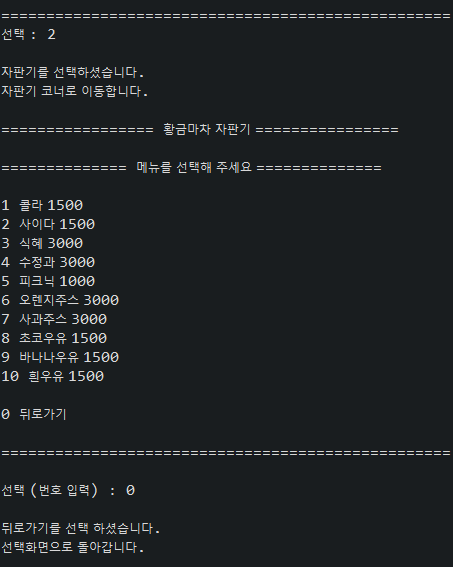 ==================================================
선택 : 2
자판기를 선택하셨습니다.
자판기 코너로 이동합니다.
================= 황금마차 자판기 ================
============== 메뉴를 선택해 주세요 ==============
1 콜라 1500
2 사이다 1500
3 식혜 3000
4 수정과 3000
5 피크닉 1000
6 오렌지주스 3000
7 사과주스 3000
8 초코우유 1500
9 바나나우유 1500
10 흰우유 1500
0 뒤로가기
==================================================
선택 (번호 입력) : 0
뒤로가기를 선택 하셨습니다.
선택화면으로 돌아갑니다.